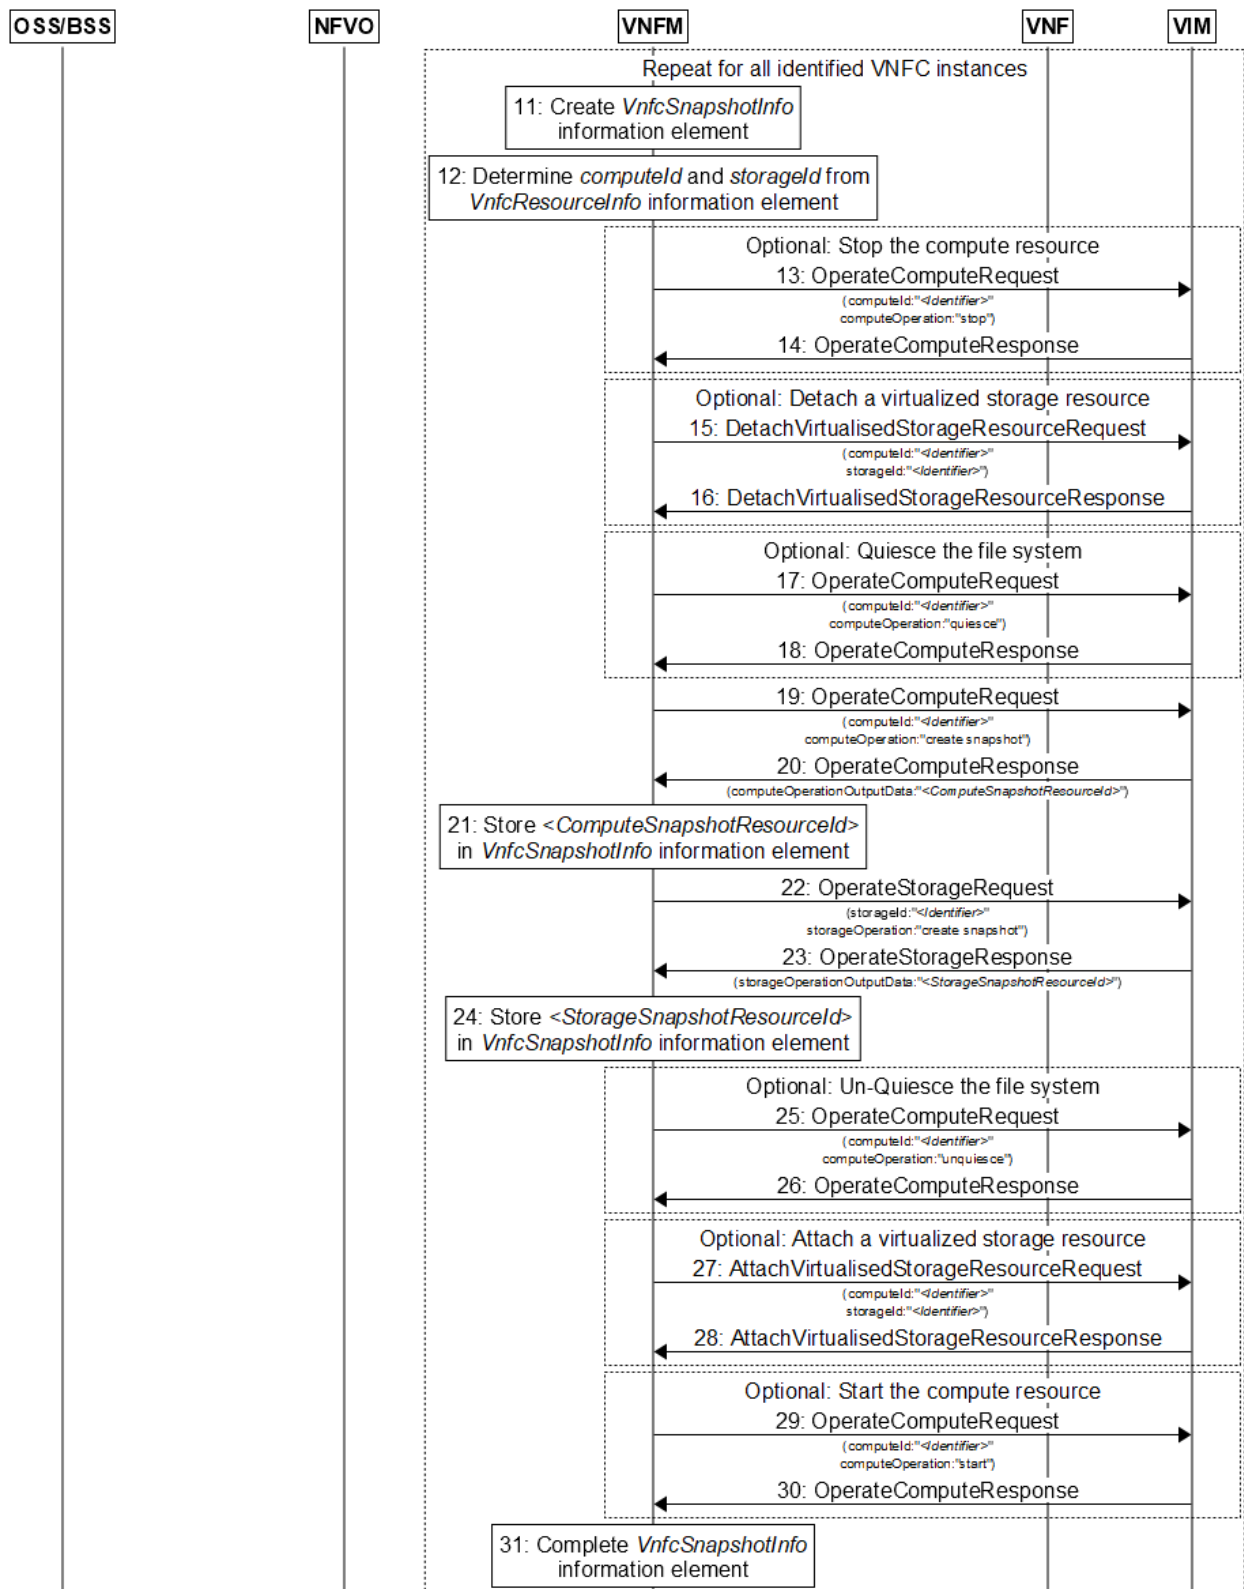 OSS/BSS NFVO VNFM VNF VIM
Repeat for all identified VNFC instances
11: Create VnfcSnapshotInfo
information element
12: Determine computeId and storageId from
VnfcResourceInfo information element
Optional: Stop the compute resource
13: OperateComputeRequest
(computeId:"<Identifier>"
computeOperation:"stop")
14: OperateComputeResponse
Optional: Detach a virtualized storage resource
15: DetachVirtualisedStorageResourceRequest
(computeId:"<Identifier>"
storageId:"<Identifier>")
16: DetachVirtualisedStorageResourceResponse
Optional: Quiesce the file system
17: OperateComputeRequest
(computeId:"<Identifier>"
computeOperation:"quiesce")
18: OperateComputeResponse
19: OperateComputeRequest
(computeId:"<Identifier>"
computeOperation:"create snapshot")
20: OperateComputeResponse
(computeOperationOutputData:"<ComputeSnapshotResourceId>")
21: Store <ComputeSnapshotResourceId>
in VnfcSnapshotInfo information element
22: OperateStorageRequest
(storageId:"<Identifier>"
storageOperation:"create snapshot")
23: OperateStorageResponse
(storageOperationOutputData:"<StorageSnapshotResourceId>")
24: Store <StorageSnapshotResourceId>
in VnfcSnapshotInfo information element
Optional: Un-Quiesce the file system
25: OperateComputeRequest
(computeId:"<Identifier>"
computeOperation:"unquiesce")
26: OperateComputeResponse
Optional: Attach a virtualized storage resource
27: AttachVirtualisedStorageResourceRequest
(computeId:"<Identifier>"
storageId:"<Identifier>")
28: AttachVirtualisedStorageResourceResponse
Optional: Start the compute resource
29: OperateComputeRequest
(computeId:"<Identifier>"
computeOperation:"start")
30: OperateComputeResponse
31: Complete VnfcSnapshotInfo
information element